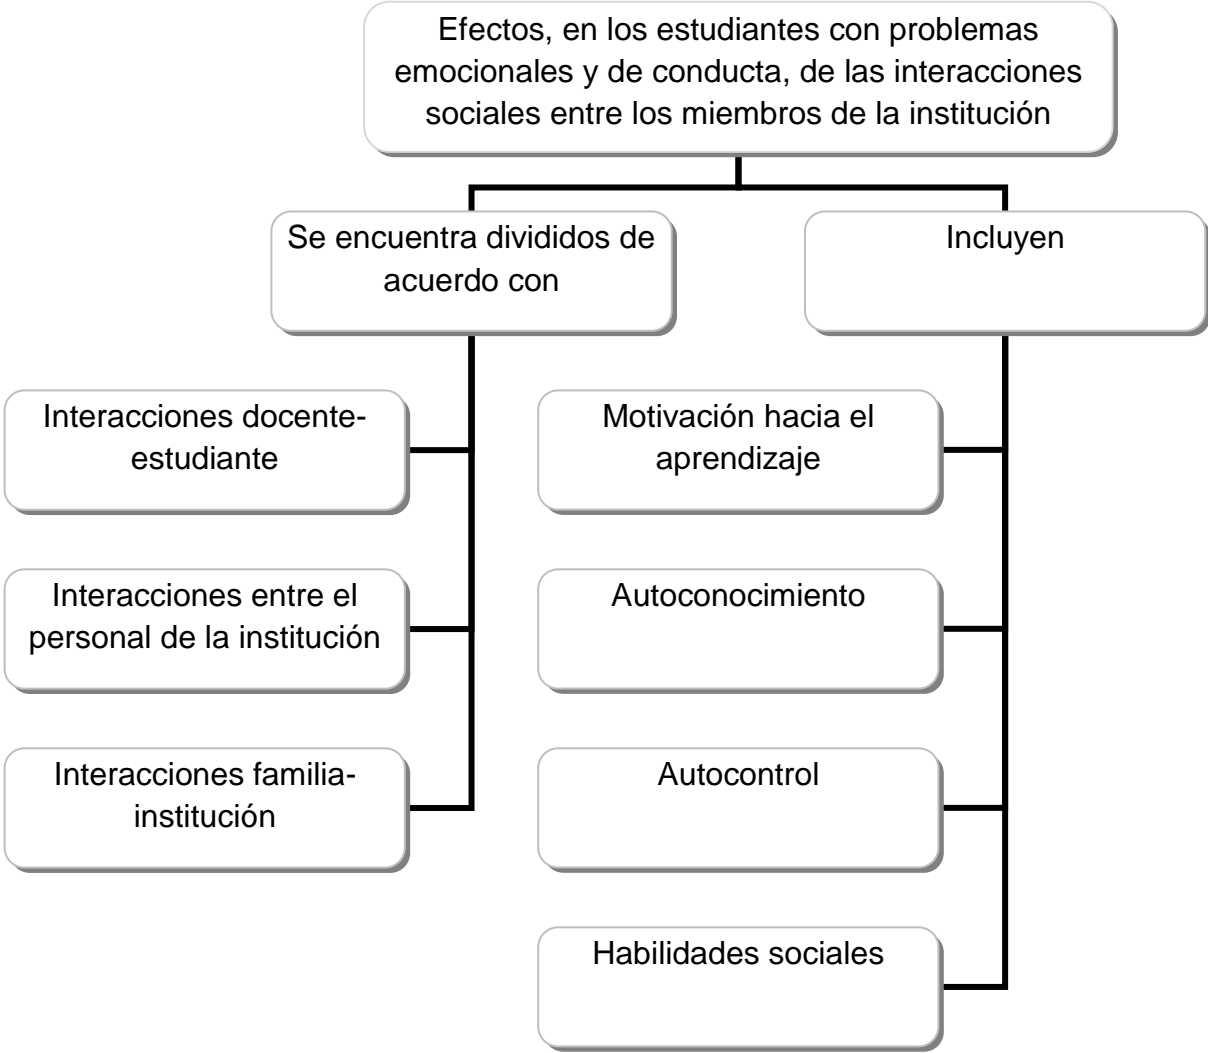 Efectos, en los estudiantes con problemas
emocionales y de conducta, de las interacciones
sociales entre los miembros de la institución
Se encuentra divididos de
acuerdo con
Incluyen
Interacciones docente-
estudiante
Motivación hacia el
aprendizaje
Interacciones entre el
personal de la institución
Autoconocimiento
Interacciones familia-
institución
Autocontrol
Habilidades sociales